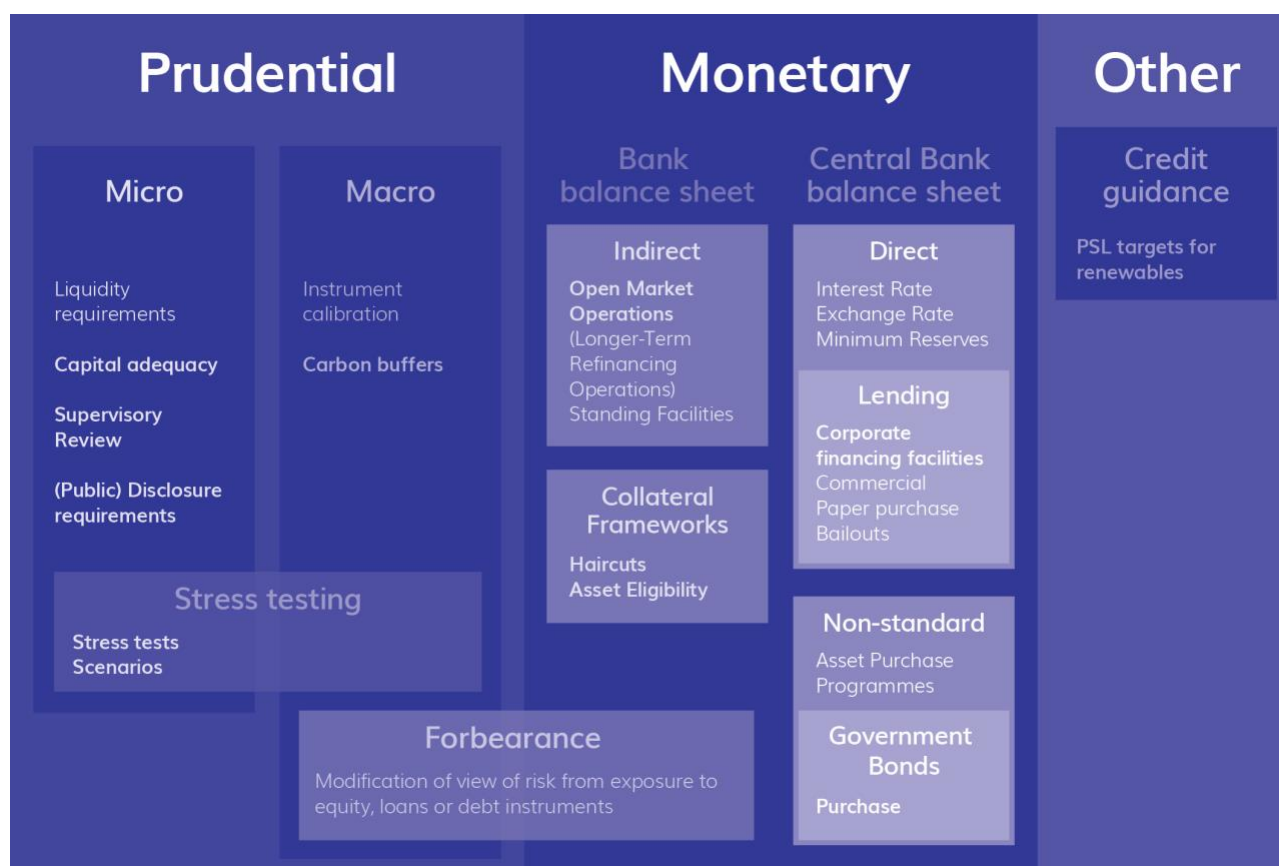 Prudential
Micro
Liquidity
requirements
Capital adequacy
Supervisory
Review
(Public) Disclosure
requirements
Macro
Instrument
calibration
Carbon buffers
Stress testing
Stress tests
Scenarios
Forbearance
Modification of view of risk from exposure to
equity, loans or debt instruments
Monetary
Bank
balance sheet
Indirect
Open Market
Operations
(Longer-Term
Refinancing
Operations)
Standing Facilities
Collateral
Frameworks
Haircuts
Asset Eligibility
Central Bank
balance sheet
Direct
Interest Rate
Exchange Rate
Minimum Reserves
Lending
Corporate
financing facilities
Commercial
Paper purchase
Bailouts
Non-standard
Asset Purchase
Programmes
Government
Bonds
Purchase
Other
Credit
guidance
PSL targets for
renewables